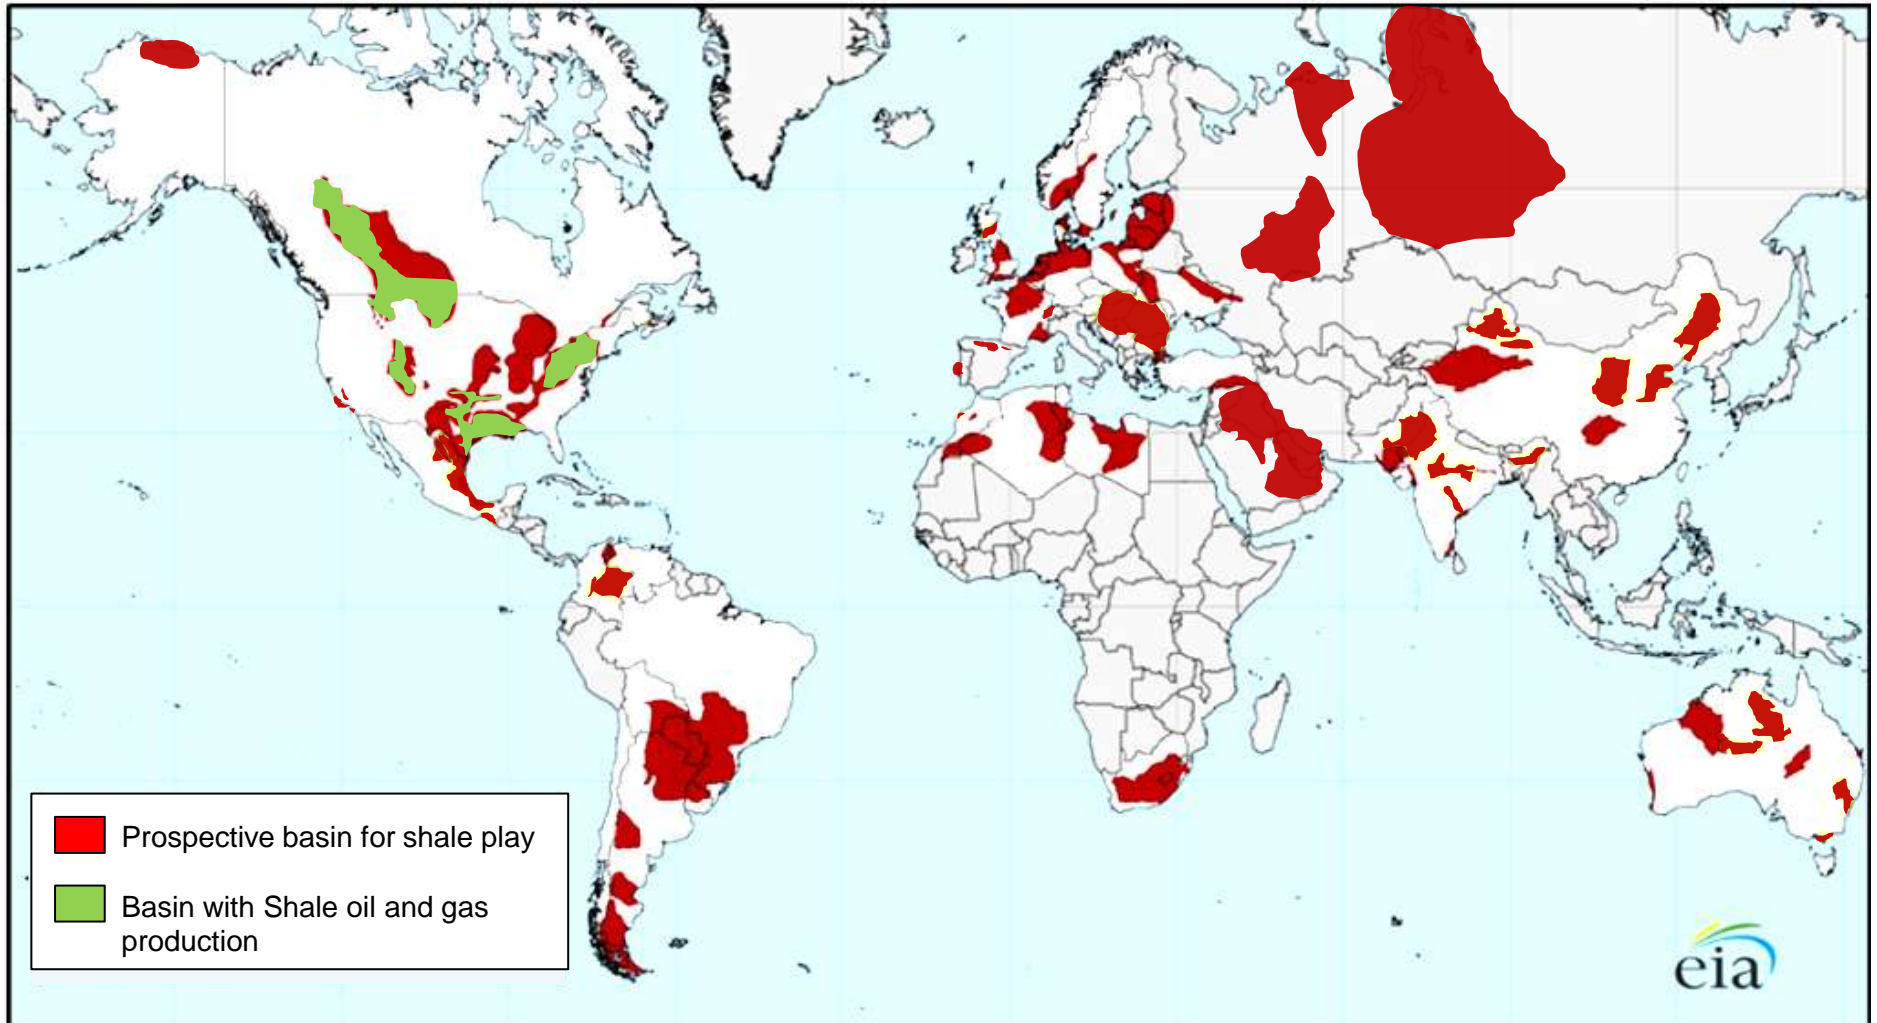 Prospective basin for shale play
Basin with Shale oil and gas
production
eia